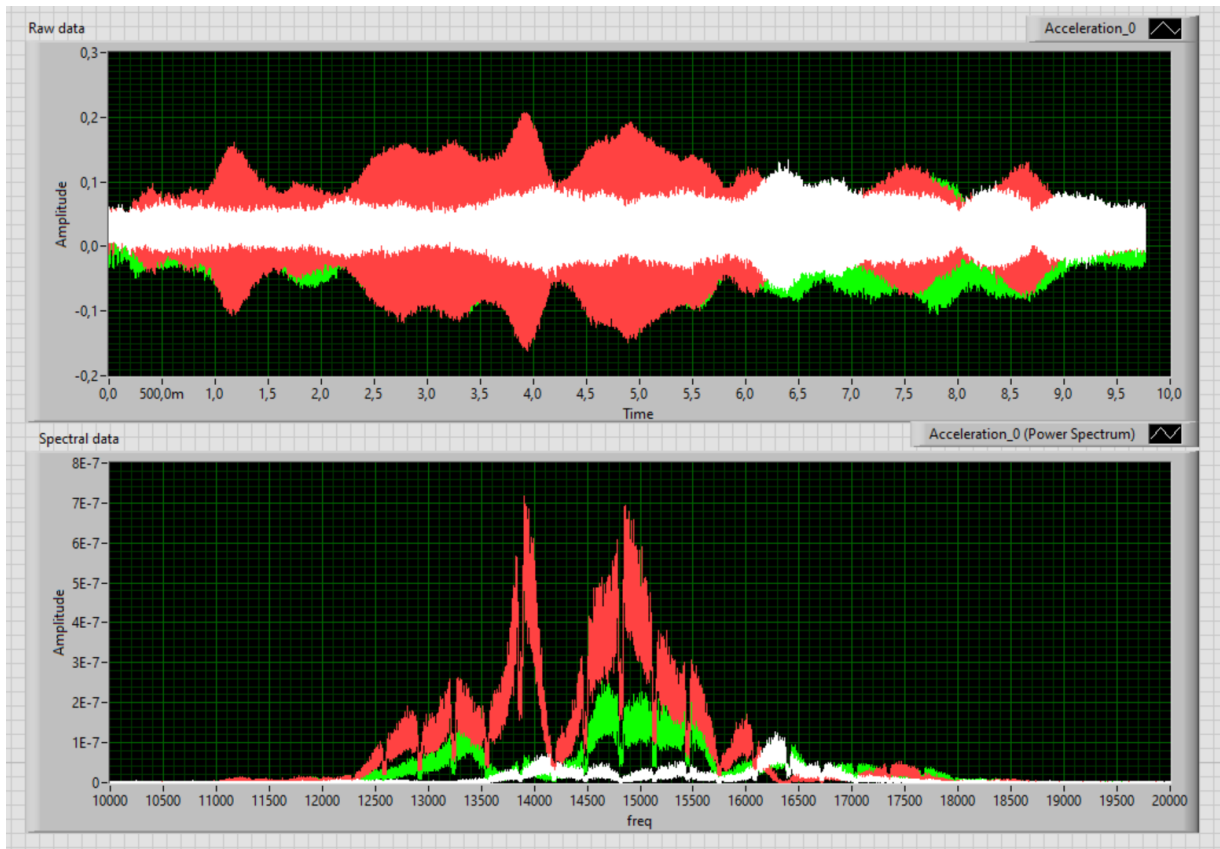 Raw data
Acceleration_0
0,3
0,2
0,1
0,0
-0,1
-0,2
Amplitude
0,0 500,0m 1,0 1,5 2,0 2,5 3,0 3,5 4,0 4,5 5,0 5,5 6,0 6,5 7,0 7,5 8,0 8,5 9,0 9,5 10,0
Time
Spectral data
Acceleration_0 (Power Spectrum)
8E-7
7E-7
6E-7
5E-7
4E-7
3E-7
2E-7
1E-7
0
Amplitude
10000 10500 11000 11500 12000 12500 13000 13500 14000 14500 15000 15500 16000 16500 17000 17500 18000 18500 19000 19500 20000
freq